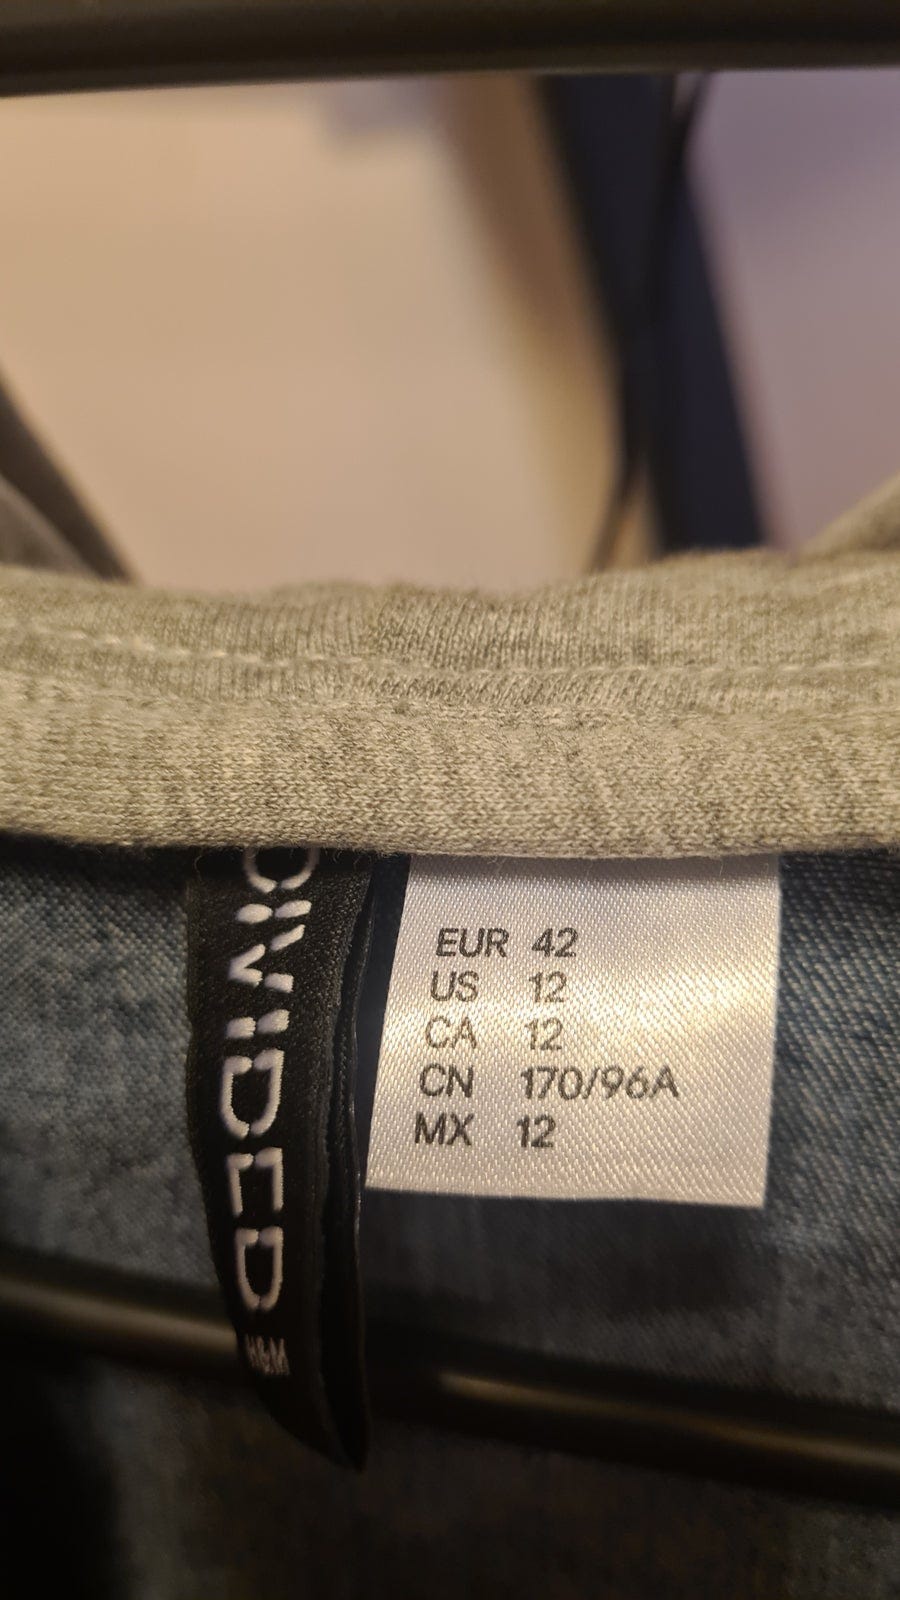 DIVIDED
H&M
EUR 42
US 12
CA 12
CN 170/96A
MX 12